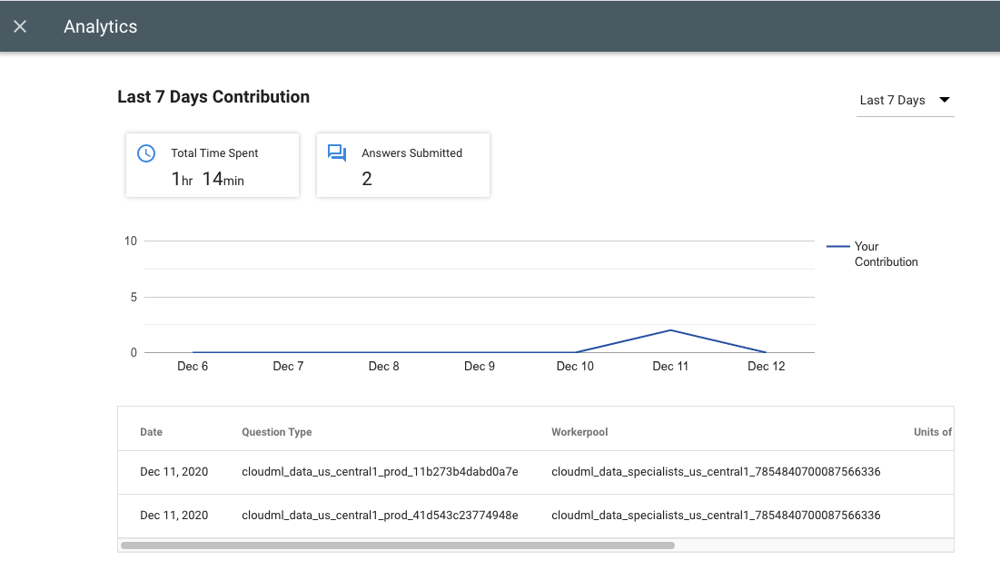 Analytics
Last 7 Days Contribution
Last 7 Days
Total Time Spent
1hr 14min
Answers Submitted
2
10
5
0
Your
Contribution
Dec 6 Dec 7 Dec 8 Dec 9 Dec 10 Dec 11 Dec 12
Date Question Type Workerpool Units of
Dec 11, 2020 cloudml_data_us_central1_prod_11b273b4dabd0a7e cloudml_data_specialists_us_central1_7854840700087566336
Dec 11, 2020 cloudml_data_us_central1_prod_41d543c23774948e cloudml_data_specialists_us_central1_7854840700087566336